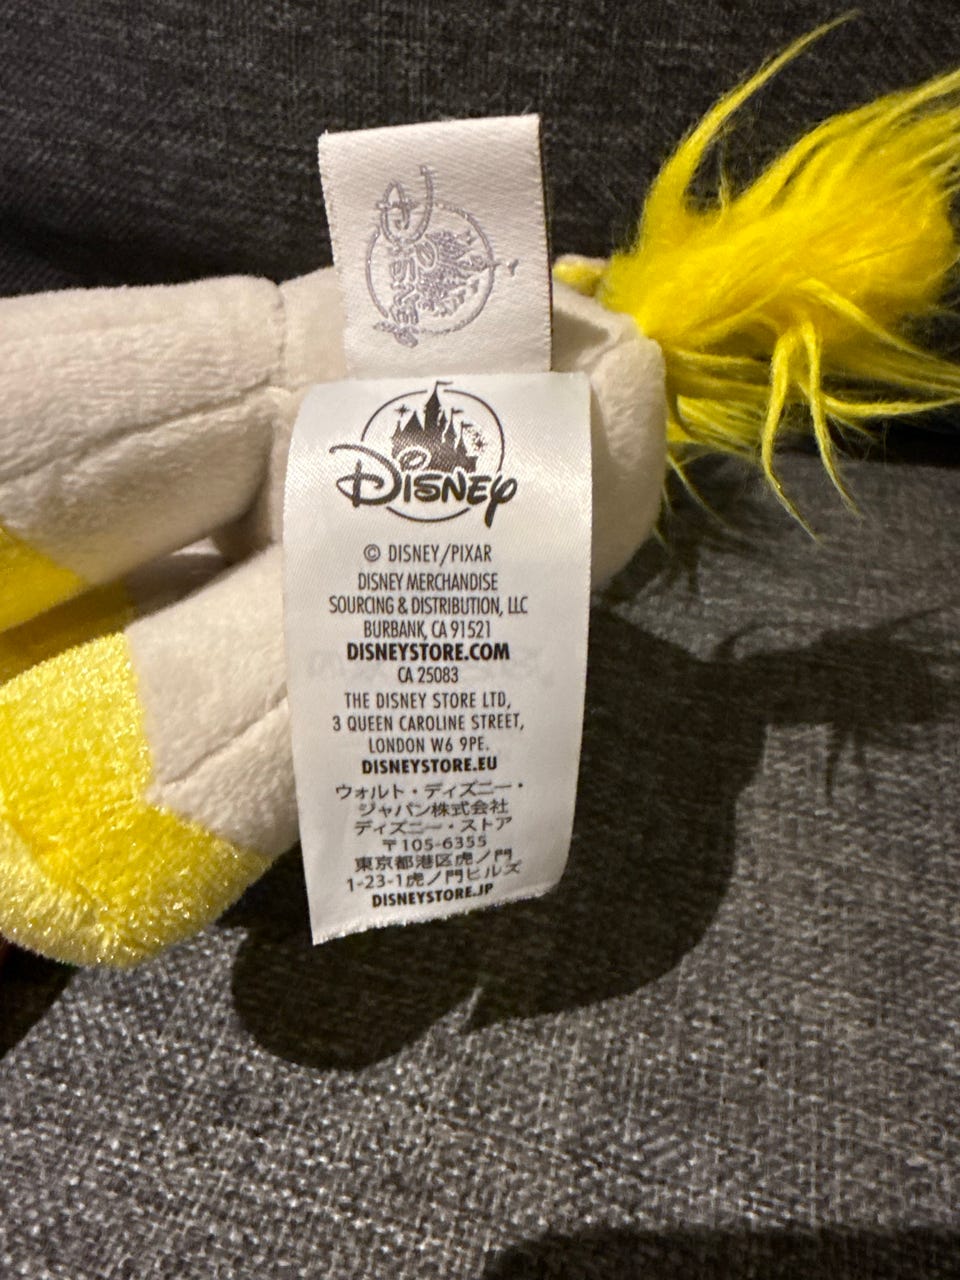 Disney
Disney
© DISNEY/PIXAR
DISNEY MERCHANDISE
SOURCING & DISTRIBUTION, LLC
BURBANK, CA 91521
DISNEYSTORE.COM
CA 25083
THE DISNEY STORE LTD,
3 QUEEN CAROLINE STREET,
LONDON W6 9PE.
DISNEYSTORE.EU
ウォルト・ディズニー・
ジャパン株式会社
ディズニー・ストア
〒105-6355
東京都港区虎ノ門
1-23-1虎ノ門ヒルズ
DISNEYSTORE.JP